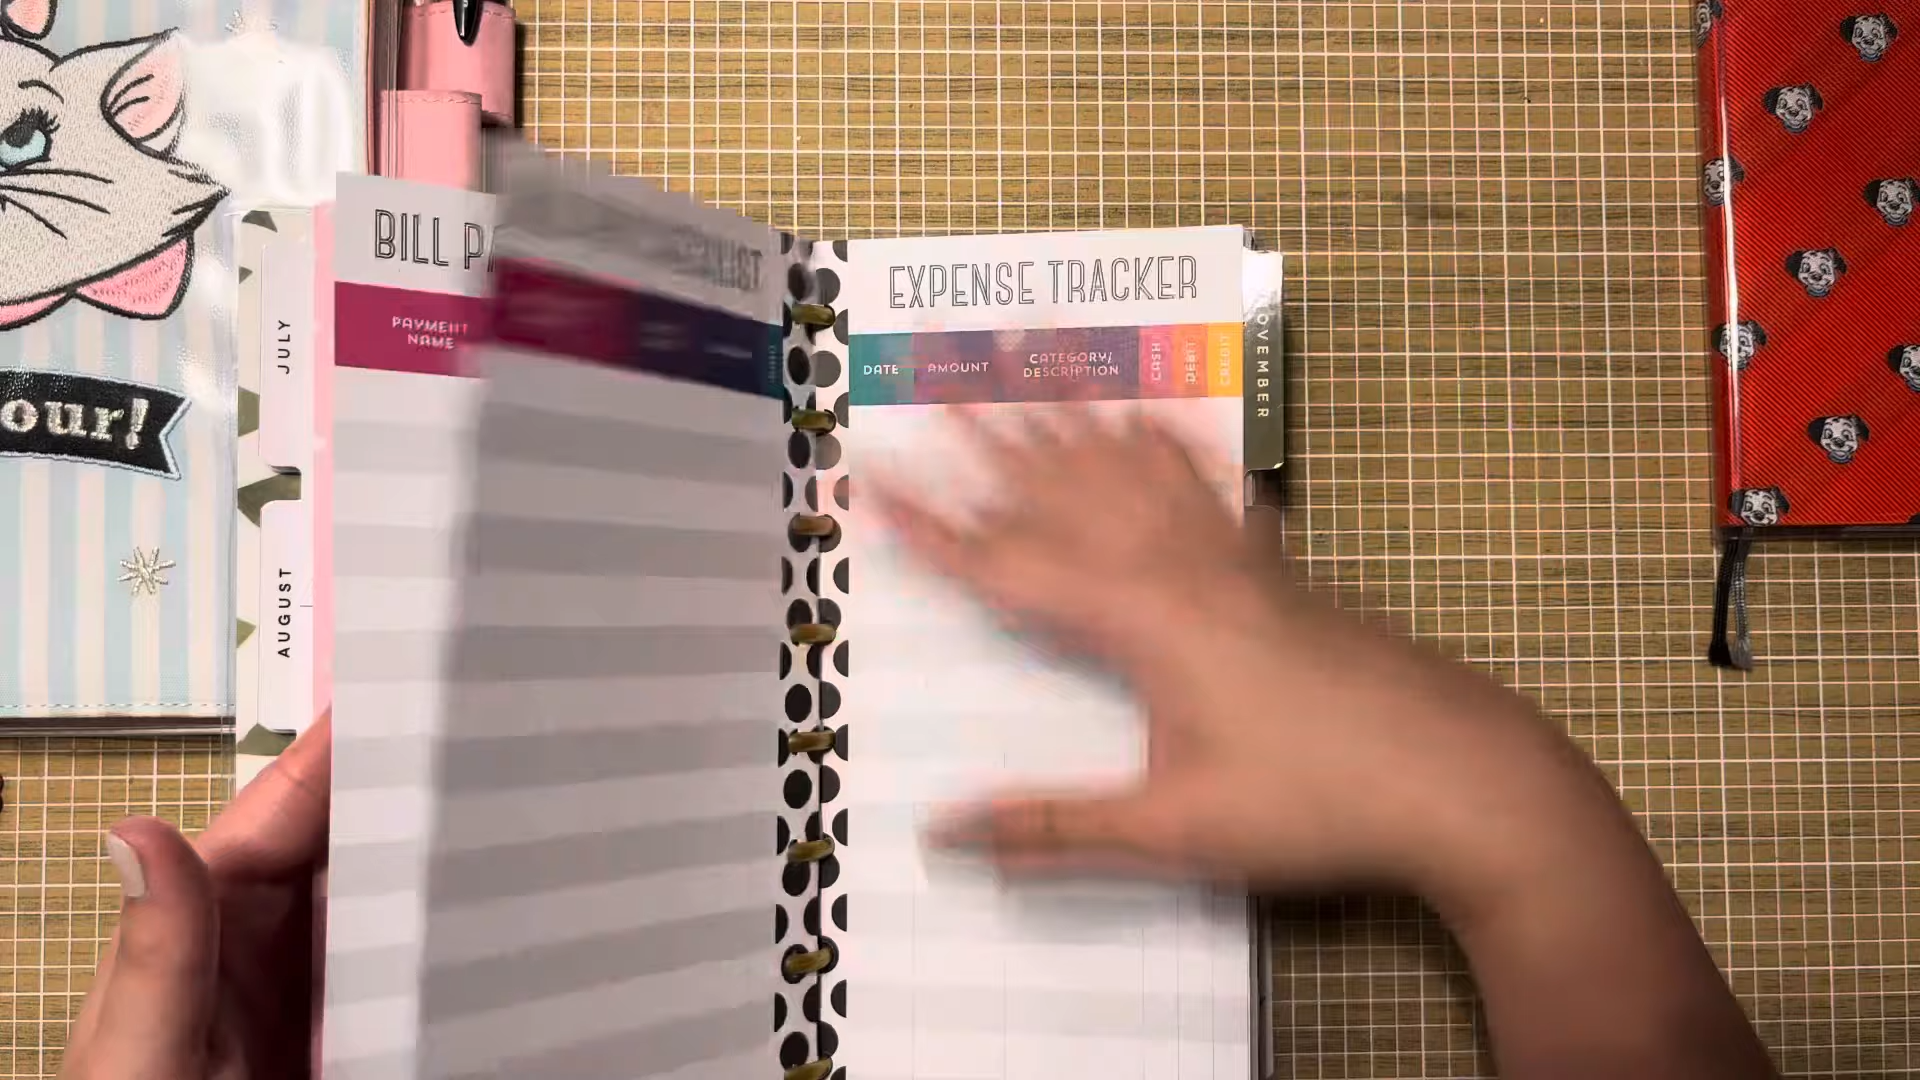 our!
JULY
AUGUST
BILL PA
PAYMENT
NAME
EXPENSE TRACKER
DATE
AMOUNT
CATEGORY/
DESCRIPTION
CASH
DEBIT
CREDIT
OVEMBER